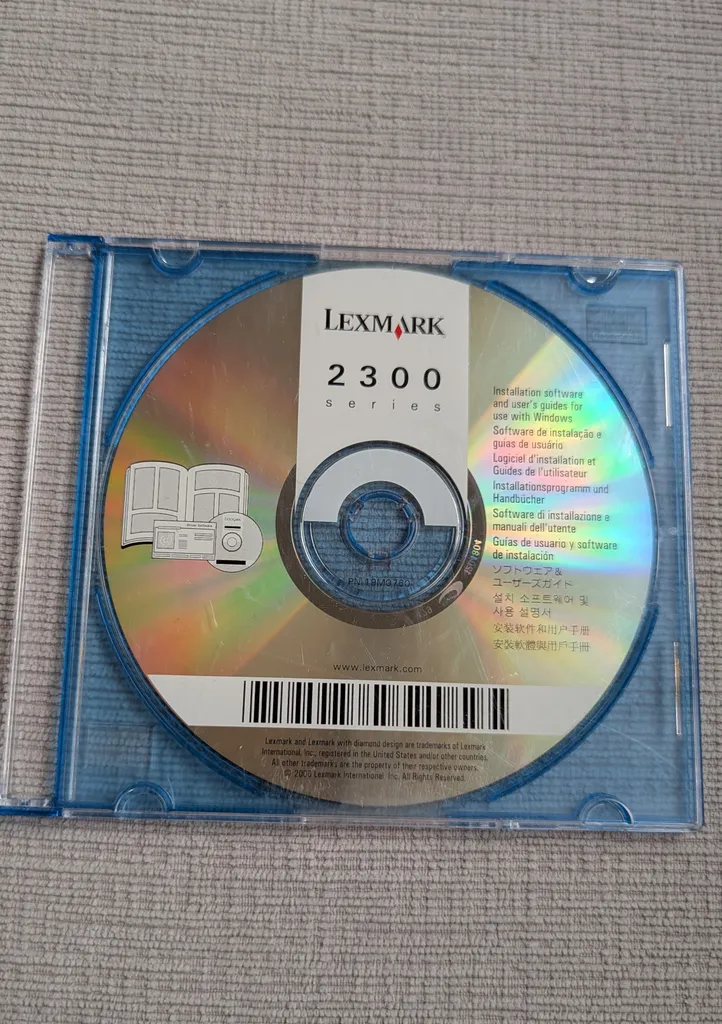 LEXMARK
2300
series
Installation software
and user's guides for
use with Windows
Software de instalação e
guias de usuário
Logiciel d'installation et
Guides de l'utilisateur
Installationsprogramm und
Handbücher
Software di installazione e
manuali dell'utente
Guías de usuario y software
de instalación
ソフトウェア&
ユーザーズガイド
설치 소프트웨어 및
사용 설명서
安装软件和用户手册
安裝軟體與用戶手冊
LEXMARK
www.lexmark.com
Lexmark and Lexmark with diamond design are trademarks of Lexmark
International, Inc., registered in the United States and/or other countries.
All other trademarks are the property of their respective owners.
© Lexmark International, Inc. All Rights Reserved.